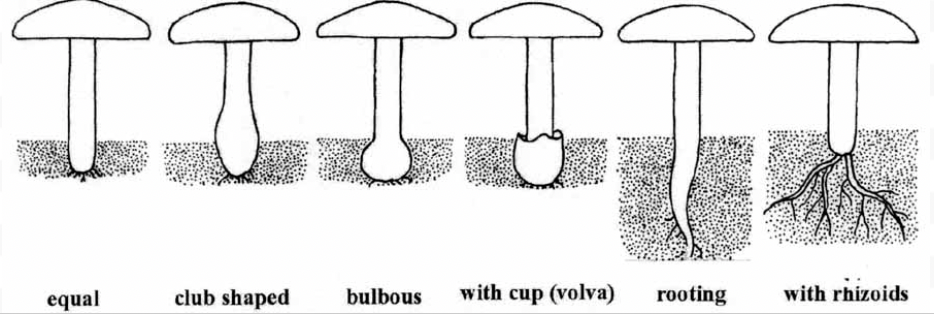 equal
club shaped
bulbous
with cup (volva)
rooting
with rhizoids